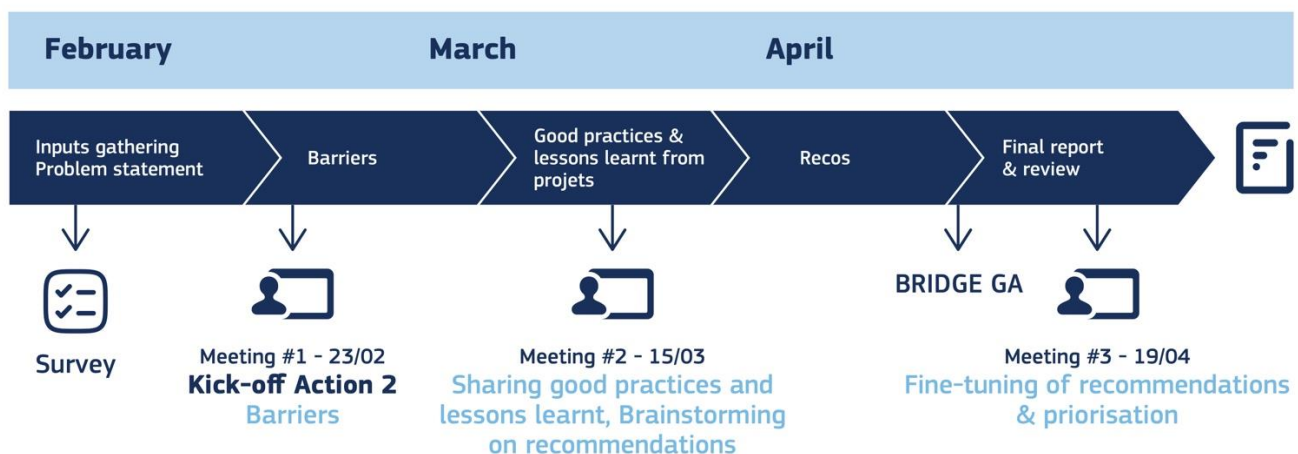 February
March
April
Inputs gathering
Problem statement
Barriers
Good practices &
lessons learnt from
projets
Recos
Final report
& review
Survey
Meeting #1 - 23/02
Kick-off Action 2
Barriers
Meeting #2 - 15/03
Sharing good practices and
lessons learnt, Brainstorming
on recommendations
BRIDGE GA
Meeting #3 - 19/04
Fine-tuning of recommendations
& priorisation